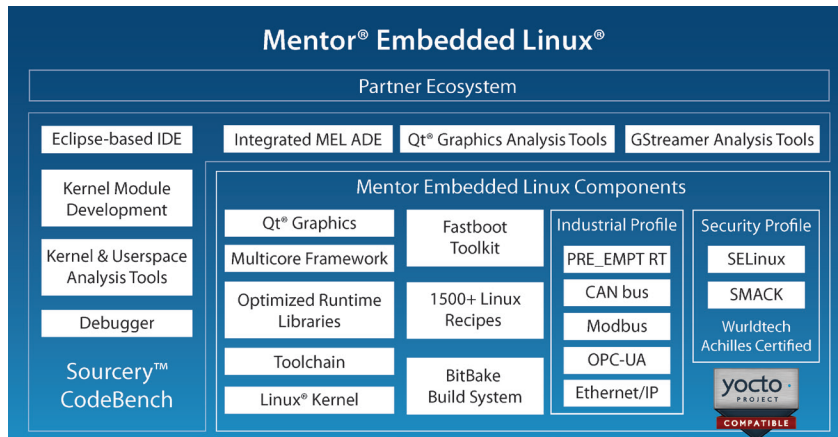 Mentor® Embedded Linux®
Partner Ecosystem
Eclipse-based IDE
Integrated MEL ADE
Qt® Graphics Analysis Tools
GStreamer Analysis Tools
Kernel Module
Development
Kernel & Userspace
Analysis Tools
Debugger
Sourcery™
CodeBench
Mentor Embedded Linux Components
Qt® Graphics
Multicore Framework
Optimized Runtime
Libraries
Toolchain
Linux® Kernel
Fastboot
Toolkit
1500+ Linux
Recipes
BitBake
Build System
Industrial Profile
PRE_EMPT RT
CAN bus
Modbus
OPC-UA
Ethernet/IP
Security Profile
SELinux
SMACK
Wurldtech
Achilles Certified
yocto
PROJECT
COMPATIBLE